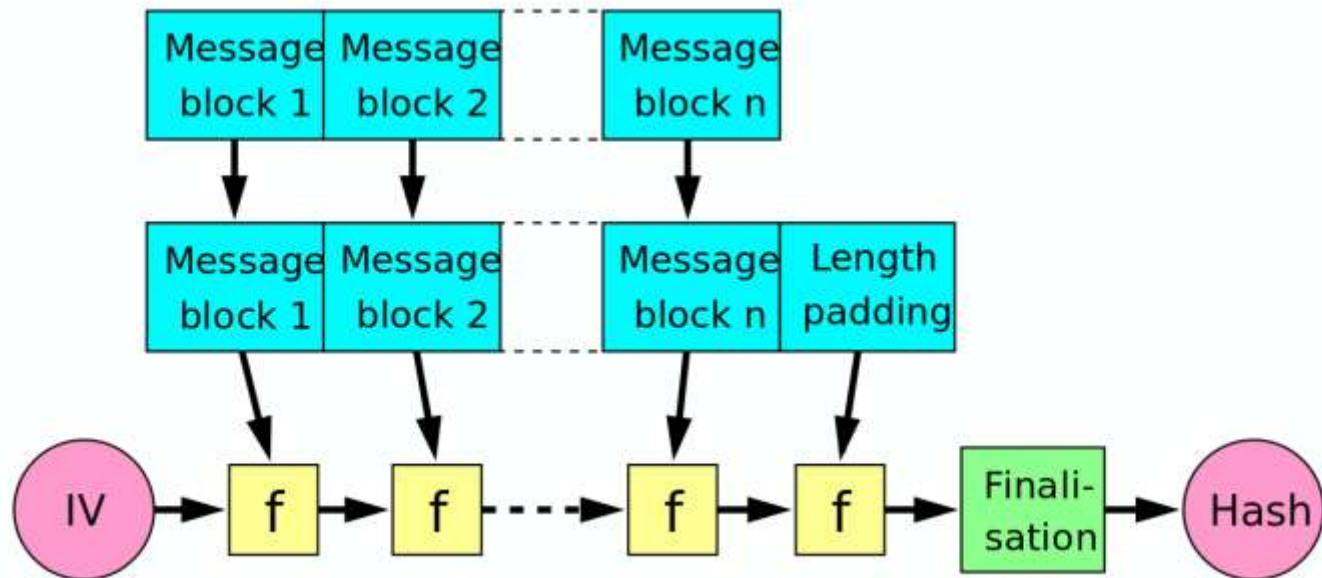 Message
block 1
Message
block 2
Message
block n
Message
block 1
Message
block 2
Message
block n
Length
padding
IV
f
f
f
f
Finali-
sation
Hash